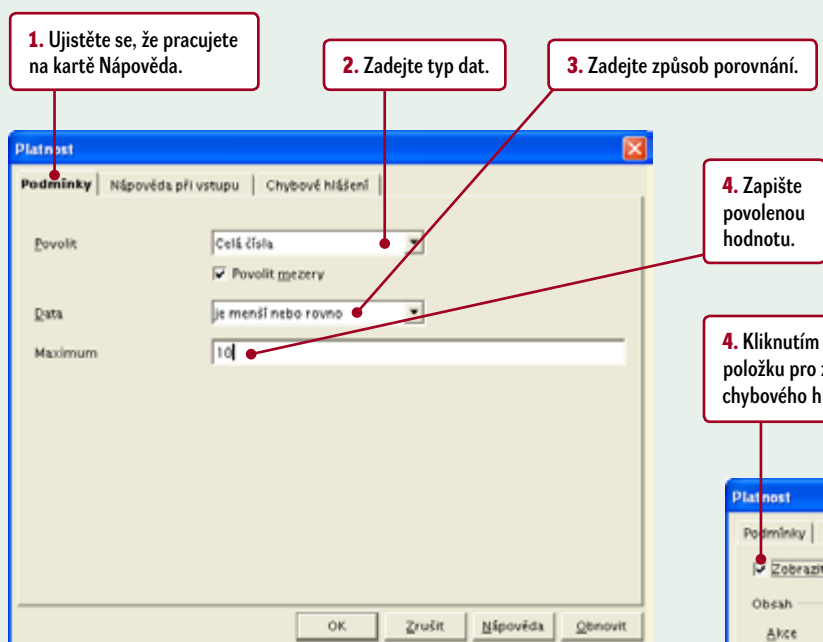 1. Ujistěte se, že pracujete
na kartě Nápověda.
2. Zadejte typ dat.
3. Zadejte způsob porovnání.
Platnost
Podmínky
Nápověda při vstupu
Chybové hlášení
Povolit
Celá čísla
Povolit mezery
Data
je menší nebo rovno
Maximum
10
OK
Zrušit
Nápověda
Obnovit
4. Zapište
povolenou
hodnotu.
4. Kliknutím
položku pro
chybového
Platnost
Podmínky
Obsah
Akce